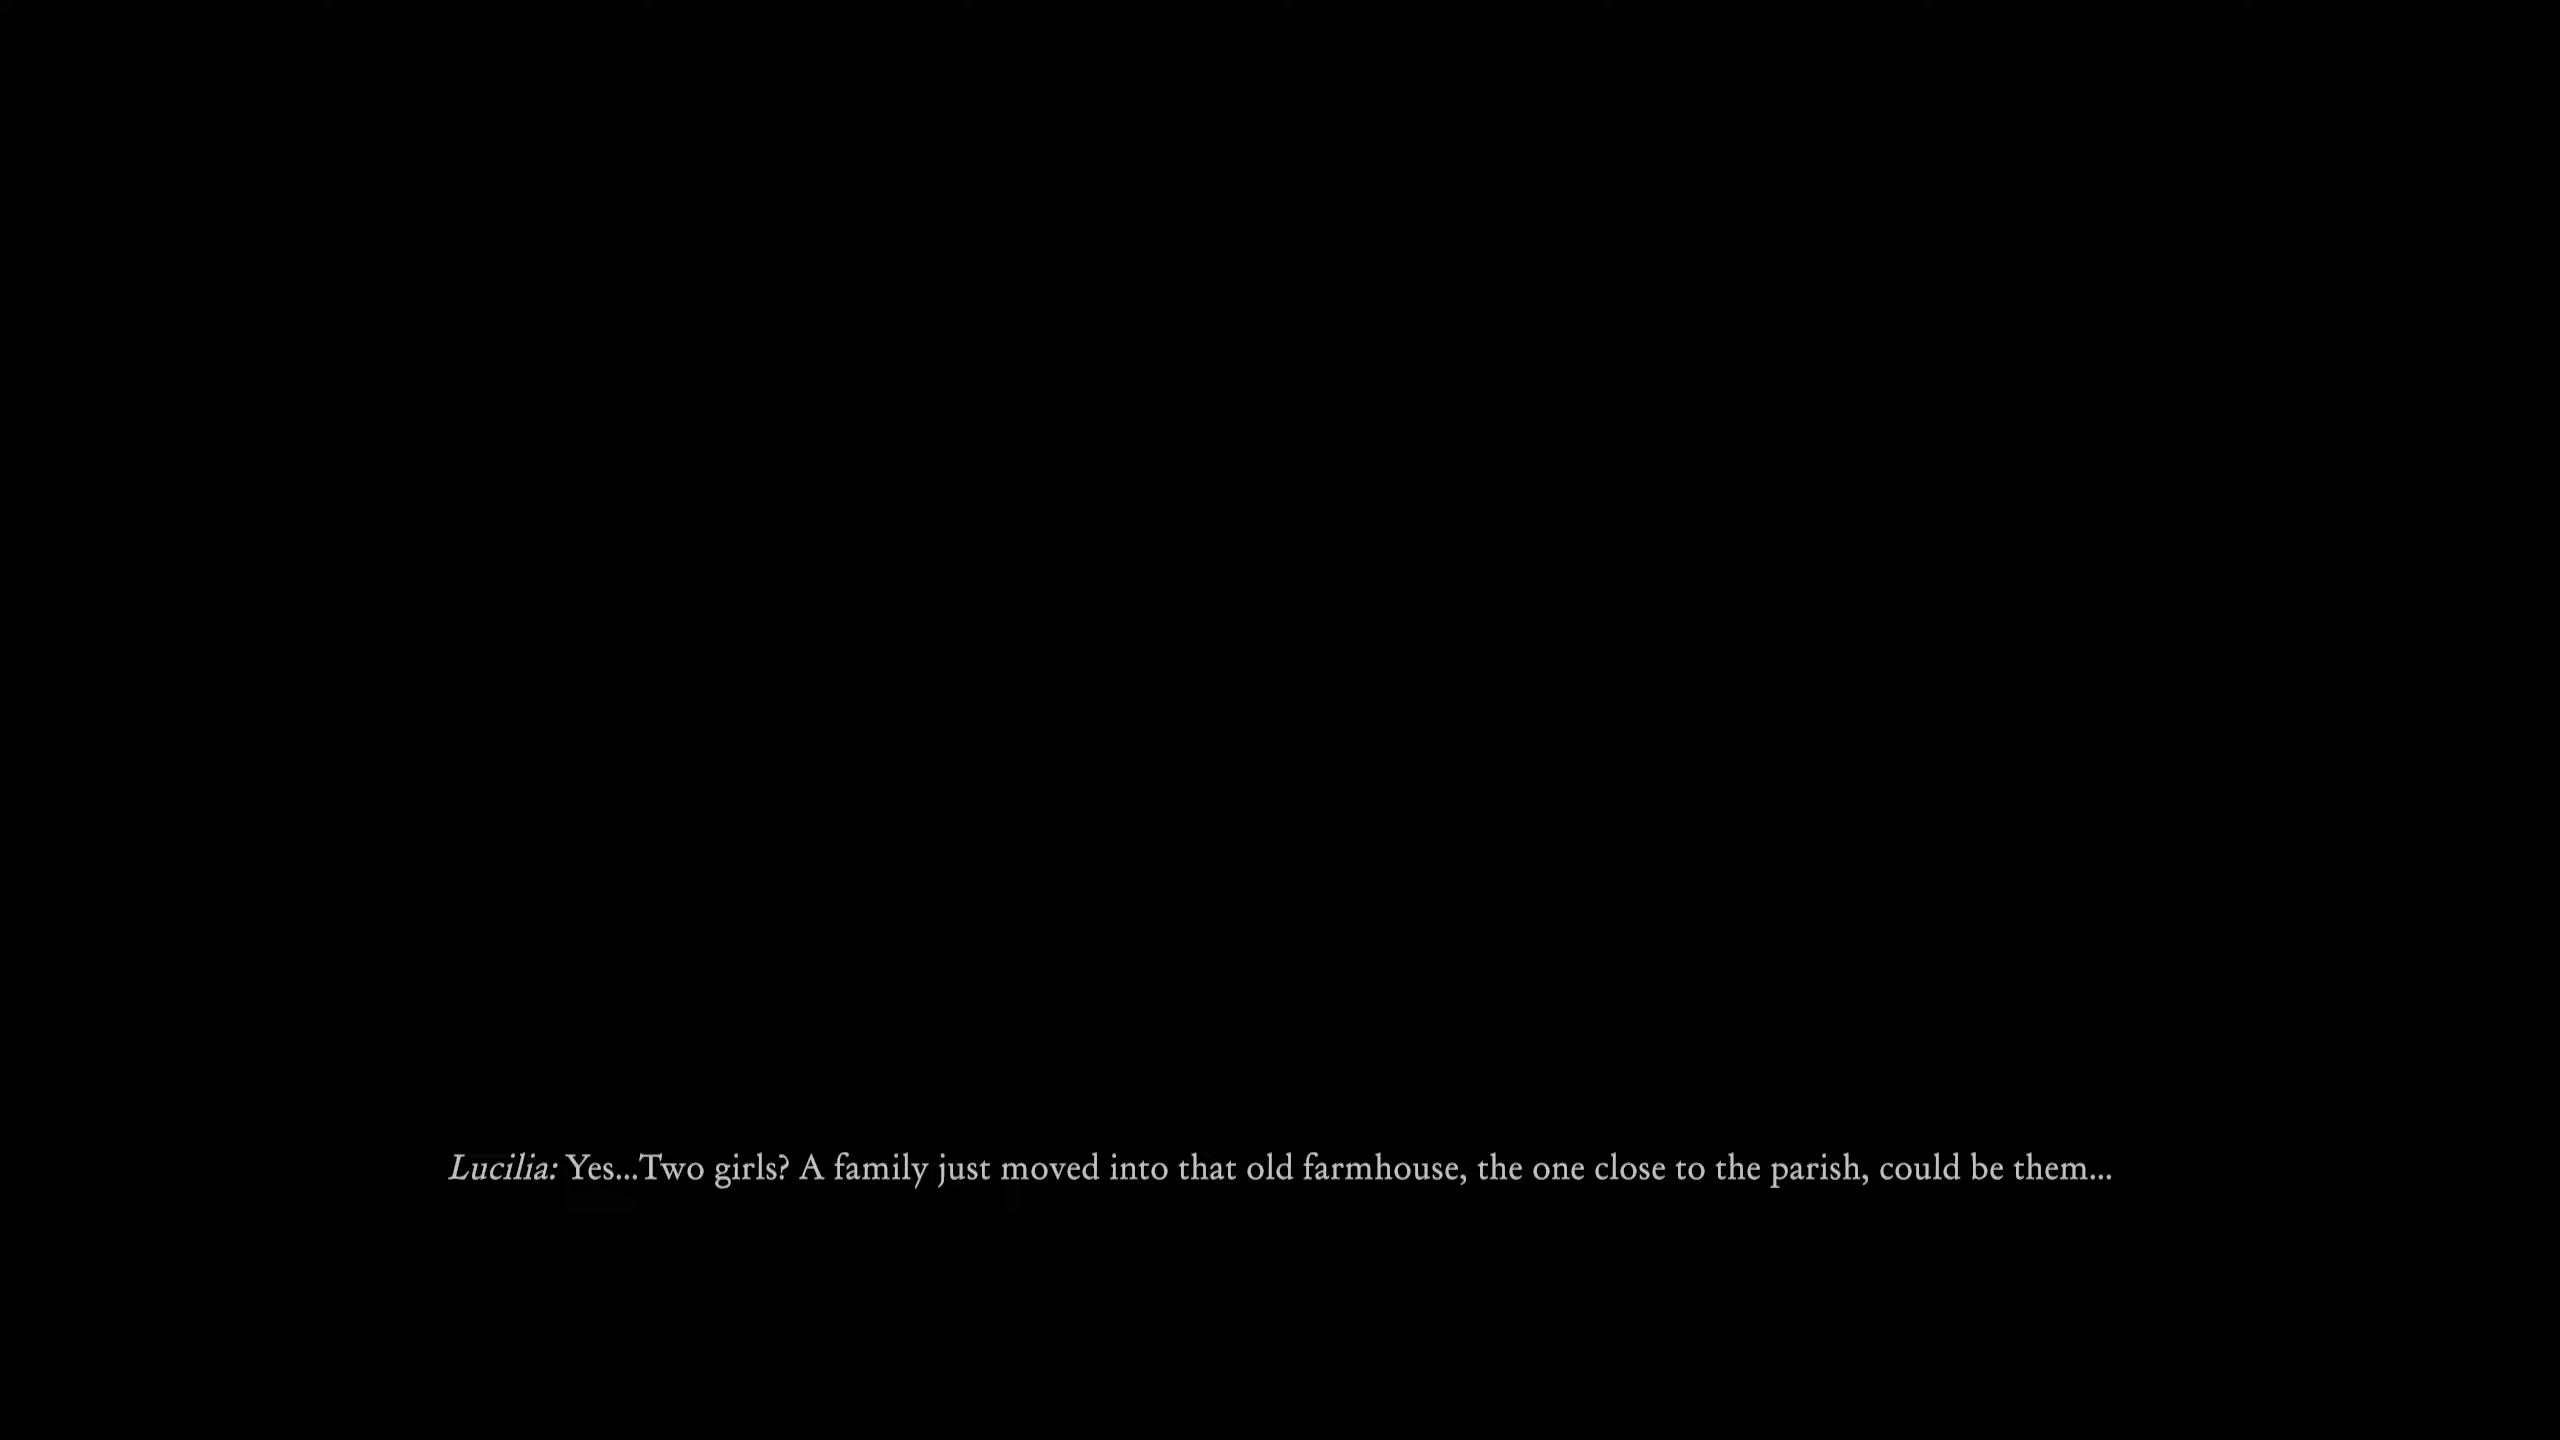 Lucilia: Yes...Two girls? A family just moved into that old farmhouse, the one close to the parish, could be them...